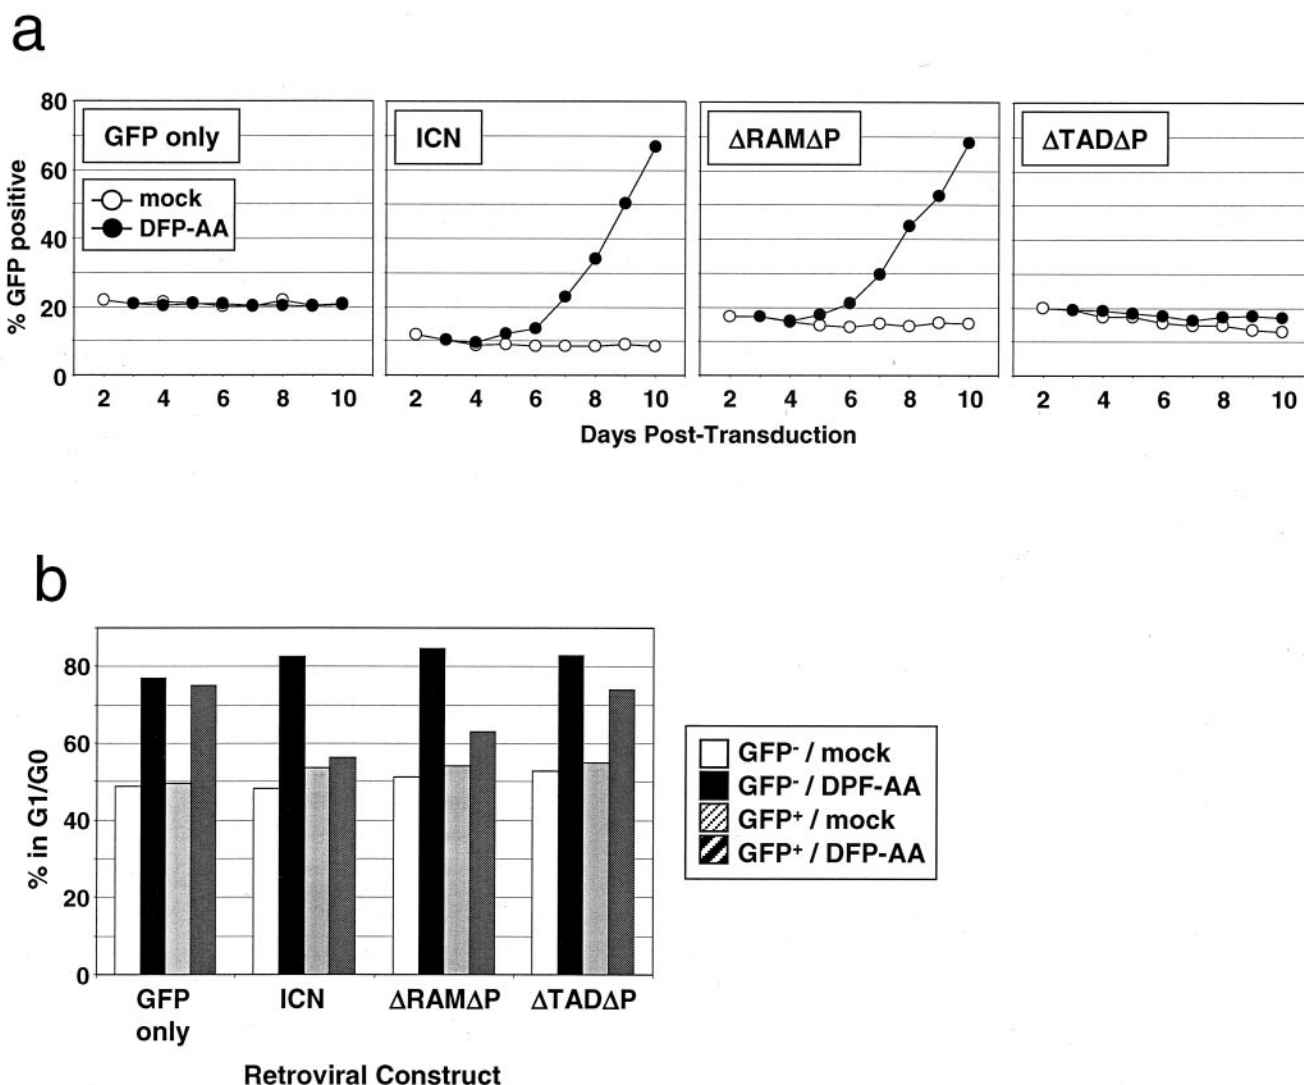 a
80
60
40
20
0
% GFP positive
GFP only
mock
DFP-AA
ICN
ΔRAMΔP
ΔTADΔP
2 4 6 8 10
2 4 6 8 10
2 4 6 8 10
2 4 6 8 10
Days Post-Transduction
b
80
60
40
20
0
% in G1/G0
GFP only
ICN
ΔRAMΔP
ΔTADΔP
Retroviral Construct
GFP⁻ / mock
GFP⁻ / DPF-AA
GFP⁺ / mock
GFP⁺ / DFP-AA